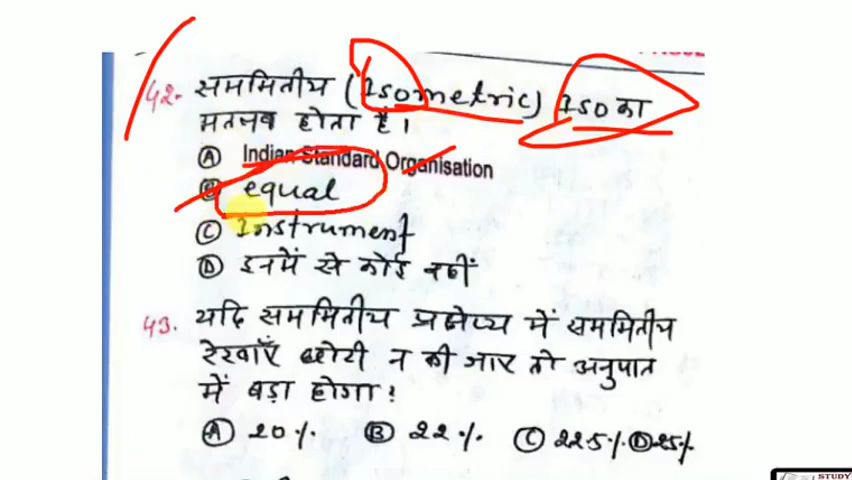 42. सममितीय (Isometric) Iso का
मतलब होता है।
Ⓐ Indian Standard Organisation
Ⓑ equal
Ⓒ Instrument
Ⓓ इनमें से कोई नहीं
43. यदि सममितीय प्रक्षेप्य में सममितीय
रेखाएँ छोटी न की जाए तो अनुपात
में बड़ा होगा?
Ⓐ 20% Ⓑ 22% Ⓒ 22.5% Ⓓ 25%
STUDY